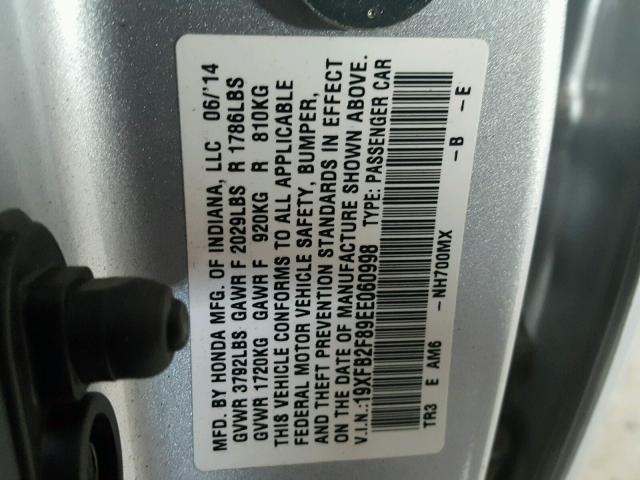 MFD. BY HONDA MFG. OF INDIANA, LLC 06/'14
GVWR 3792LBS GAWR F 2029LBS R 1786LBS
GVWR 1720KG GAWR F 920KG R 810KG
THIS VEHICLE CONFORMS TO ALL APPLICABLE
FEDERAL MOTOR VEHICLE SAFETY, BUMPER,
AND THEFT PREVENTION STANDARDS IN EFFECT
ON THE DATE OF MANUFACTURE SHOWN ABOVE.
V.I.N.:19XFB2F89EE060998 TYPE: PASSENGER CAR
TR3 E AM6 -NH700MX -B -E